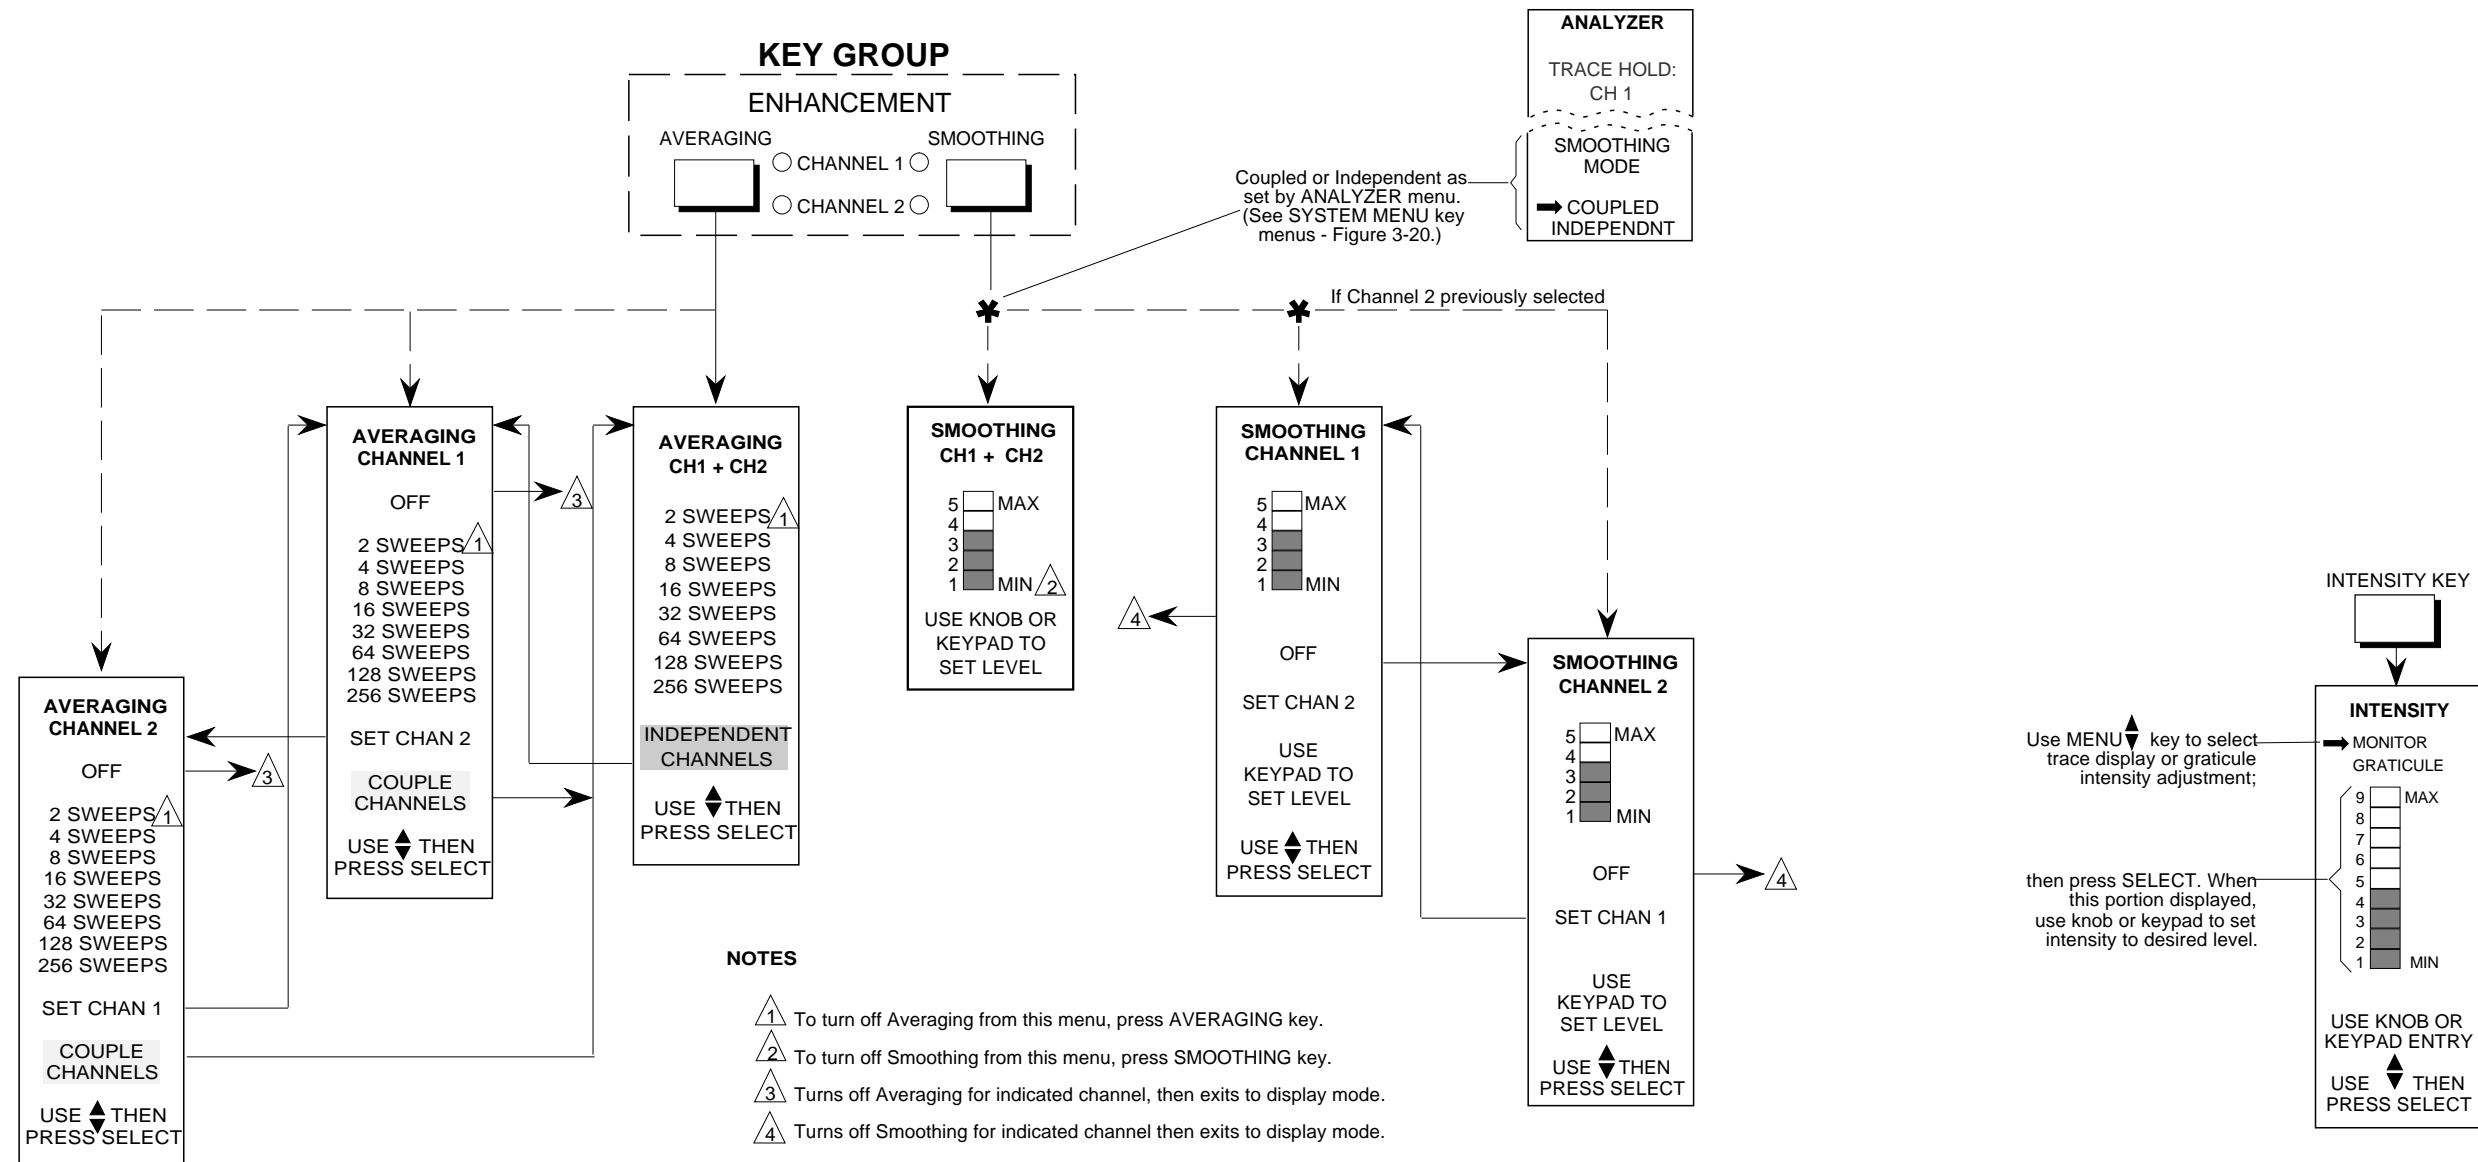 KEY GROUP
ENHANCEMENT
AVERAGING
SMOOTHING
CHANNEL 1
CHANNEL 2
ANALYZER
TRACE HOLD:
CH 1
SMOOTHING
MODE
COUPLED
INDEPENDNT
Coupled or Independent as
set by ANALYZER menu.
(See SYSTEM MENU key
menus - Figure 3-20.)
If Channel 2 previously selected
AVERAGING
CHANNEL 2
OFF
3
2 SWEEPS 1
4 SWEEPS
8 SWEEPS
16 SWEEPS
32 SWEEPS
64 SWEEPS
128 SWEEPS
256 SWEEPS
SET CHAN 1
COUPLE
CHANNELS
USE THEN
PRESS SELECT
AVERAGING
CHANNEL 1
OFF
3
2 SWEEPS 1
4 SWEEPS
8 SWEEPS
16 SWEEPS
32 SWEEPS
64 SWEEPS
128 SWEEPS
256 SWEEPS
SET CHAN 2
COUPLE
CHANNELS
USE THEN
PRESS SELECT
AVERAGING
CH1 + CH2
2 SWEEPS 1
4 SWEEPS
8 SWEEPS
16 SWEEPS
32 SWEEPS
64 SWEEPS
128 SWEEPS
256 SWEEPS
INDEPENDENT
CHANNELS
USE THEN
PRESS SELECT
SMOOTHING
CH1 + CH2
5 MAX
4
3
2
1 MIN 2
USE KNOB OR
KEYPAD TO
SET LEVEL
SMOOTHING
CHANNEL 1
5 MAX
4
3
2
1 MIN
4
OFF
SET CHAN 2
USE
KEYPAD TO
SET LEVEL
USE THEN
PRESS SELECT
SMOOTHING
CHANNEL 2
5 MAX
4
3
2
1 MIN
OFF
4
SET CHAN 1
USE
KEYPAD TO
SET LEVEL
USE THEN
PRESS SELECT
INTENSITY KEY
INTENSITY
MONITOR
GRATICULE
9 MAX
8
7
6
5
4
3
2
1 MIN
USE KNOB OR
KEYPAD ENTRY
USE THEN
PRESS SELECT
Use MENU key to select
trace display or graticule
intensity adjustment;
then press SELECT. When
this portion displayed,
use knob or keypad to set
intensity to desired level.
NOTES
1 To turn off Averaging from this menu, press AVERAGING key.
2 To turn off Smoothing from this menu, press SMOOTHING key.
3 Turns off Averaging for indicated channel, then exits to display mode.
4 Turns off Smoothing for indicated channel then exits to display mode.